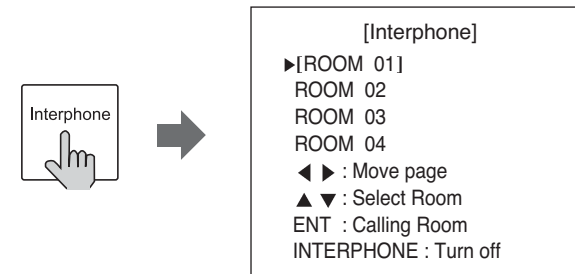 Interphone
[Interphone]
▶[ROOM 01]
ROOM 02
ROOM 03
ROOM 04
◀ ▶ : Move page
▲ ▼ : Select Room
ENT : Calling Room
INTERPHONE : Turn off